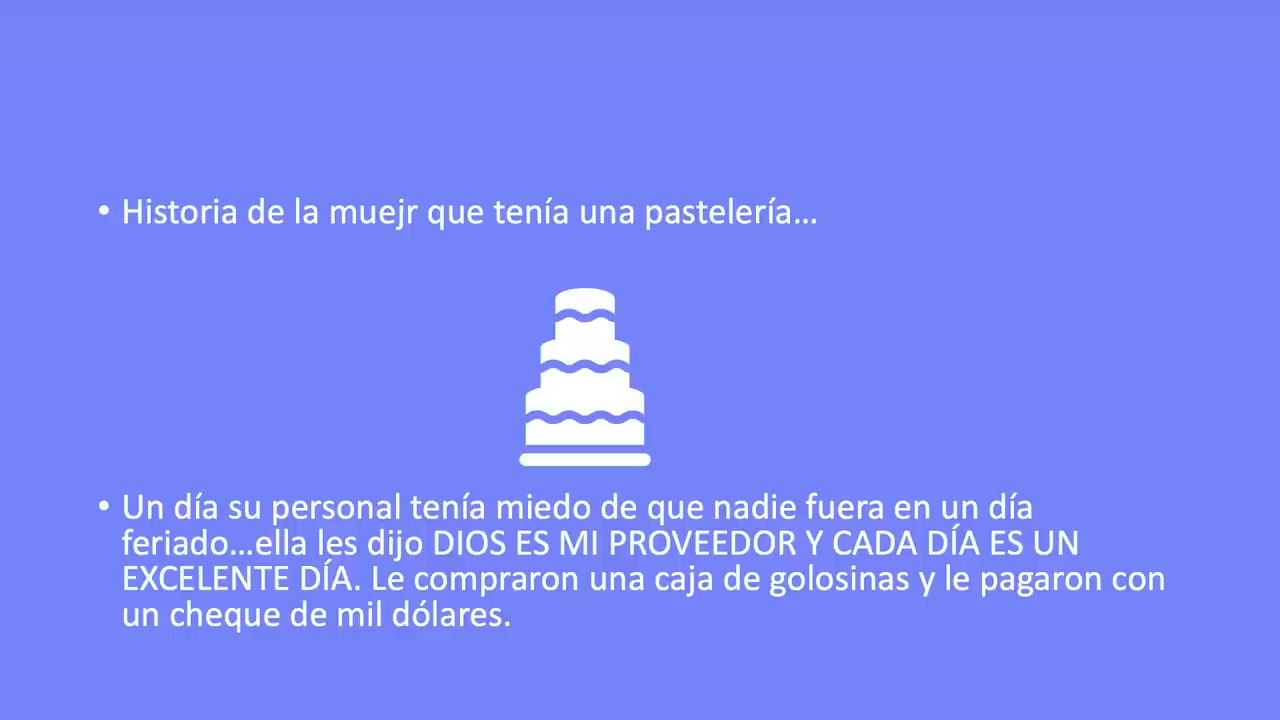 • Historia de la muejr que tenía una pastelería...
• Un día su personal tenía miedo de que nadie fuera en un día
feriado...ella les dijo DIOS ES MI PROVEEDOR Y CADA DÍA ES UN
EXCELENTE DÍA. Le compraron una caja de golosinas y le pagaron con
un cheque de mil dólares.